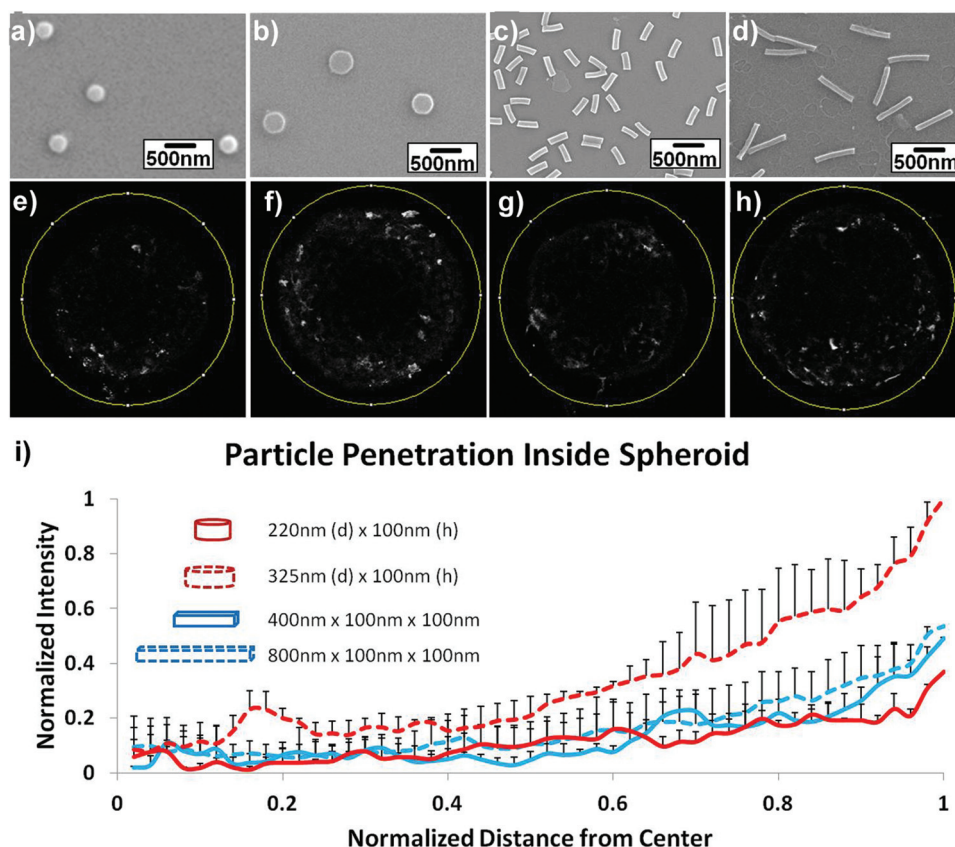 a)
b)
c)
d)
500nm
500nm
500nm
500nm
e)
f)
g)
h)
i)
Particle Penetration Inside Spheroid
Normalized Intensity
1
0.8
0.6
0.4
0.2
0
220nm (d) x 100nm (h)
325nm (d) x 100nm (h)
400nm x 100nm x 100nm
800nm x 100nm x 100nm
0
0.2
0.4
0.6
0.8
1
Normalized Distance from Center